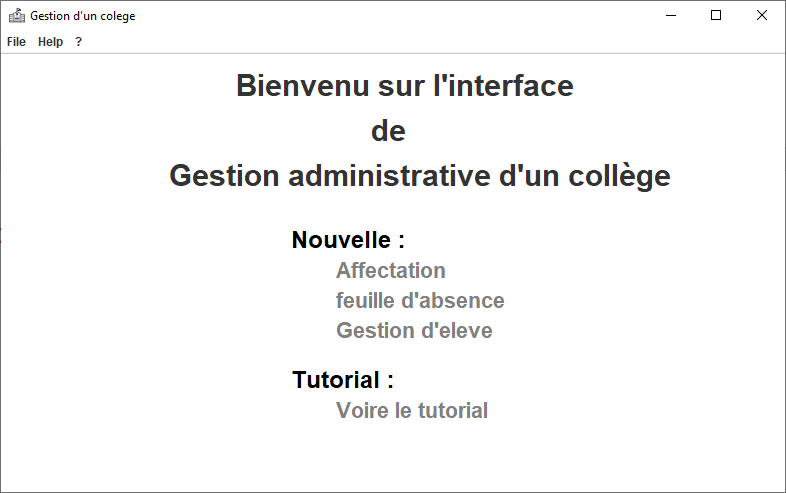 Gestion d'un colege
File Help ?
Bienvenu sur l'interface
de
Gestion administrative d'un collège
Nouvelle :
Affectation
feuille d'absence
Gestion d'eleve
Tutorial :
Voire le tutorial